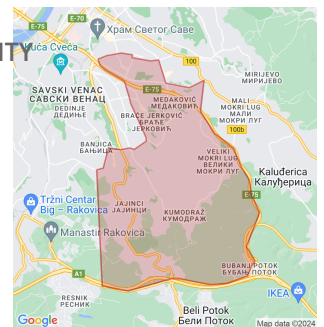 E-75
Храм Светог Саве
ITY
uća Cveća
100
E-75
MIRIJEVO
МИРИЈЕВО
SAVSKI VENAC
САВСКИ ВЕНАЦ
MEDAKOVIĆ
МЕДАКОВИЋ
DEDINJE
ДЕДИЊЕ
MALI
MOKRI LUG
МАЛИ
МОКРИ ЛУГ
BRAĆE JERKOVIĆ
БРАЋЕ
ЈЕРКОВИЋ
100b
BANJICA
БАЊИЦА
VELIKI
MOKRI LUG
ВЕЛИКИ
МОКРИ ЛУГ
Kaluđerica
Калуђерица
E-75
Tržni Centar
Big – Rakovica
JAJINCI
ЈАЈИНЦИ
KUMODRAŽ
КУМОДРАЖ
Manastir Rakovica
BUBANJ POTOK
БУБАЊ ПОТОК
A1
IKEA
RESNIK
РЕСНИК
Beli Potok
Бели Поток
Google
Map data ©2024